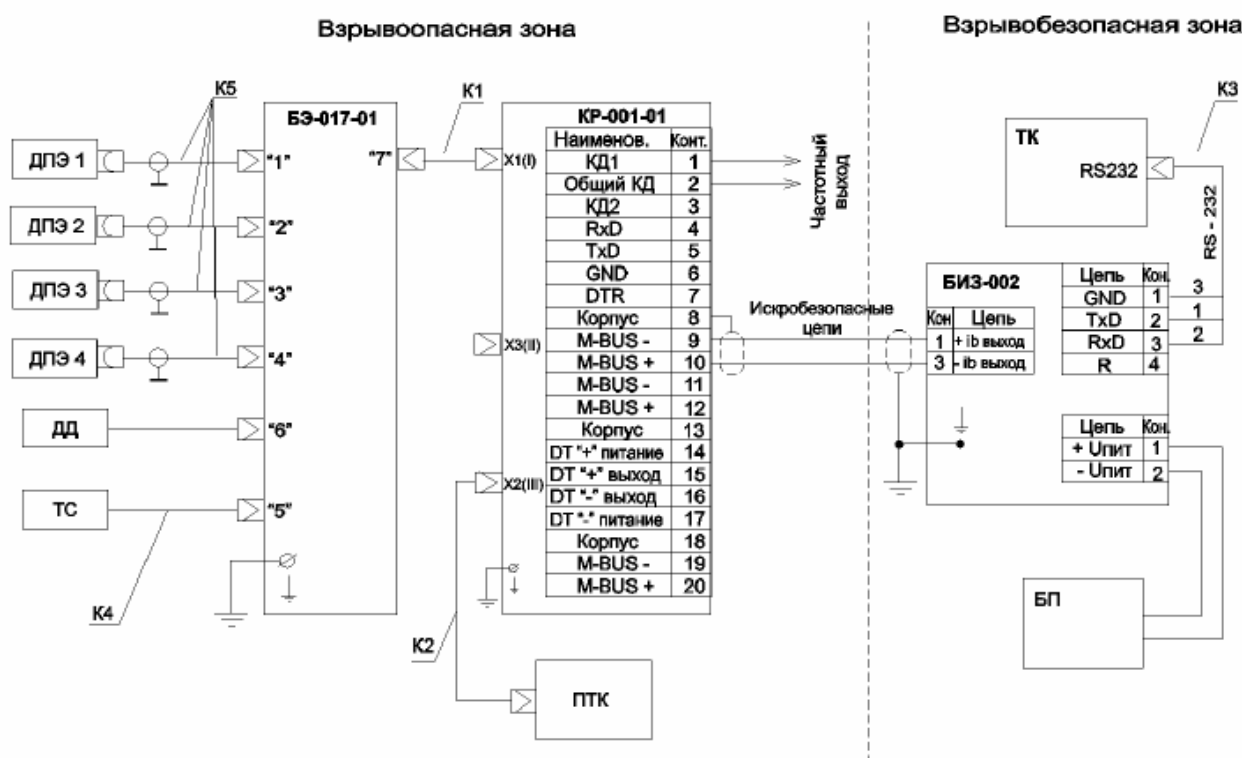 Взрывоопасная зона
Взрывобезопасная зона
К5
ДПЭ 1
ДПЭ 2
ДПЭ 3
ДПЭ 4
ДД
ТС
К4
БЭ-017-01
"1"
"2"
"3"
"4"
"6"
"5"
"7"
К1
КР-001-01
X1(I)
X3(II)
X2(III)
Наименов. Конт.
КД1 1
Общий КД 2
КД2 3
RxD 4
TxD 5
GND 6
DTR 7
Корпус 8
M-BUS - 9
M-BUS + 10
M-BUS - 11
M-BUS + 12
Корпус 13
DT "+" питание 14
DT "+" выход 15
DT "-" выход 16
DT "-" питание 17
Корпус 18
M-BUS - 19
M-BUS + 20
Частотный
выход
Искробезопасные
цепи
К2
ПТК
К3
ТК
RS232
RS - 232
БИЗ-002
Кон Цепь
1 + ib выход
3 - ib выход
Цепь Кон.
GND 1
TxD 2
RxD 3
R 4
3
1
2
Цепь Кон.
+ Uпит 1
- Uпит 2
БП